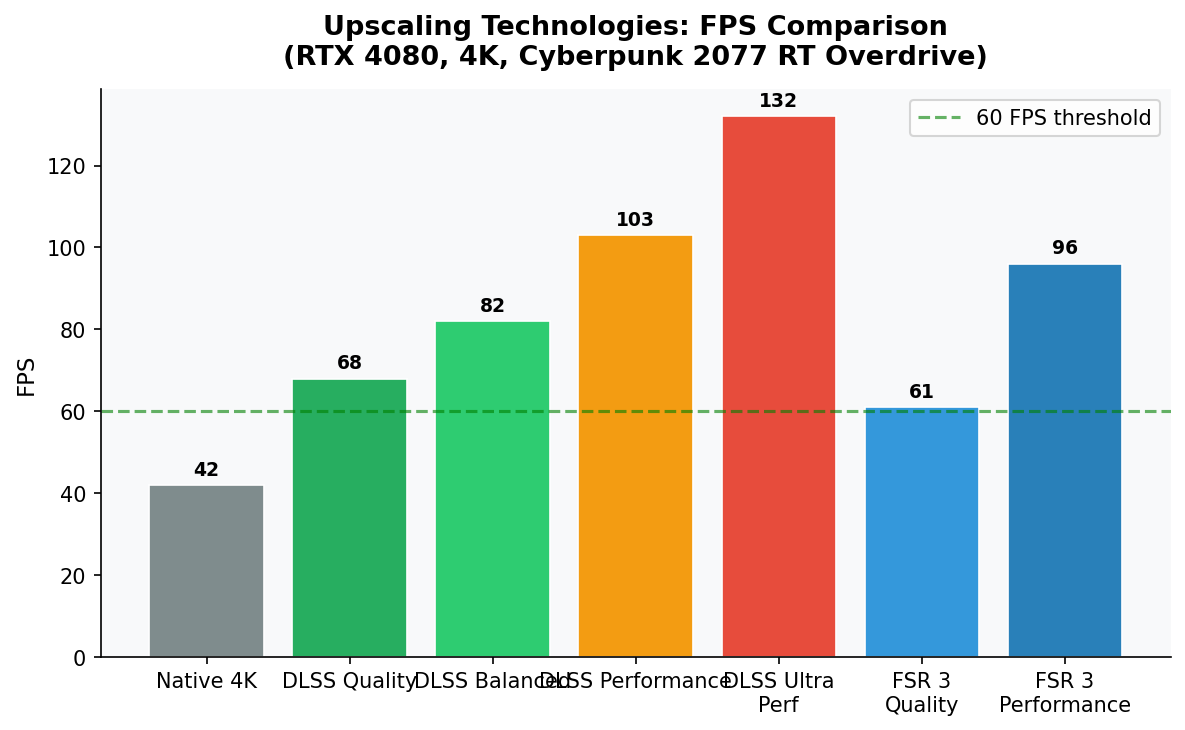 Upscaling Technologies: FPS Comparison
(RTX 4080, 4K, Cyberpunk 2077 RT Overdrive)
60 FPS threshold
FPS
120
100
80
60
40
20
0
42
68
82
103
132
61
96
Native 4K
DLSS Quality
DLSS Balanced
DLSS Performance
DLSS Ultra
Perf
FSR 3
Quality
FSR 3
Performance